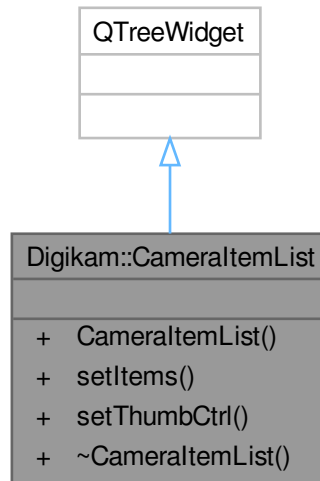 QTreeWidget
Digikam::CameraItemList
+ CameraItemList()
+ setItems()
+ setThumbCtrl()
+ ~CameraItemList()